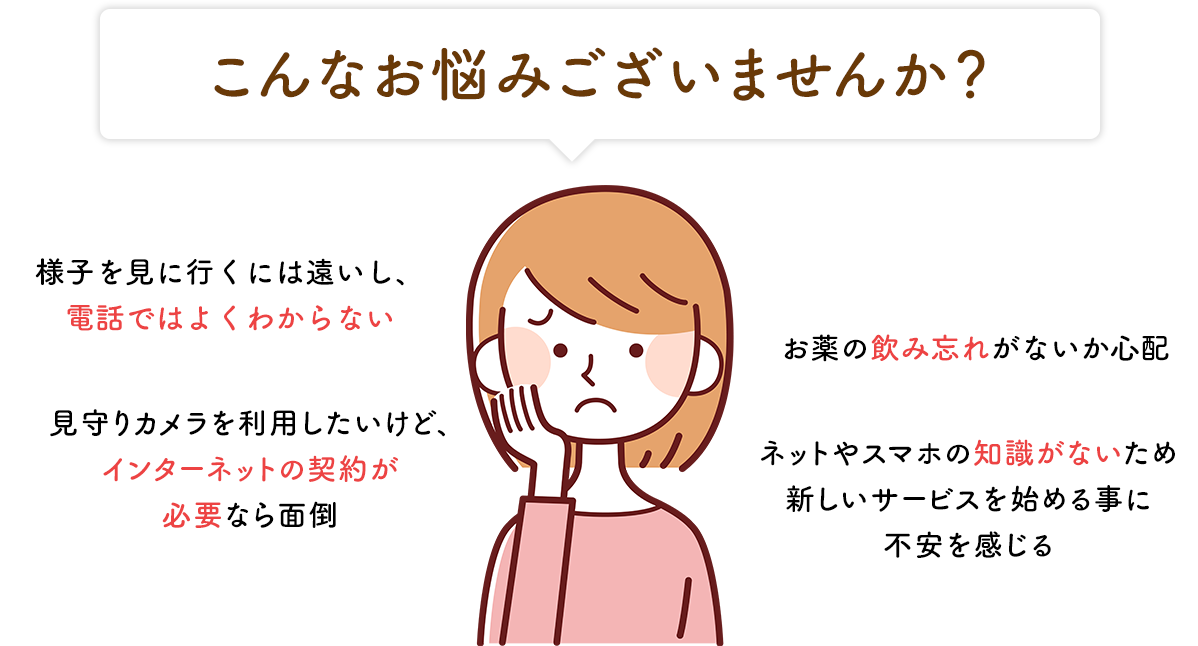 こんなお悩みございませんか？
様子を見に行くには遠いし、
電話ではよくわからない
見守りカメラを利用したいけど、
インターネットの契約が
必要なら面倒
お薬の飲み忘れがないか心配
ネットやスマホの知識がないため
新しいサービスを始める事に
不安を感じる